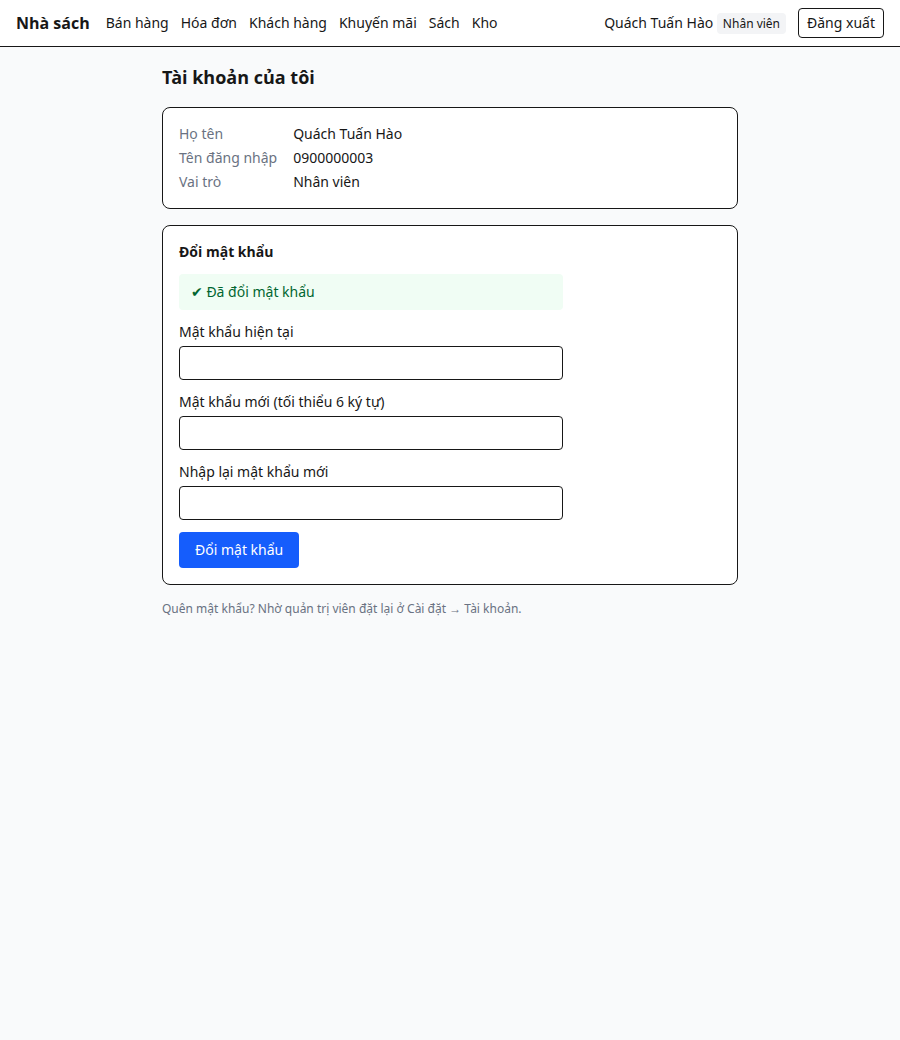 Nhà sách Bán hàng Hóa đơn Khách hàng Khuyến mãi Sách Kho Quách Tuấn Hào Nhân viên Đăng xuất
Tài khoản của tôi
Họ tên Quách Tuấn Hào
Tên đăng nhập 0900000003
Vai trò Nhân viên
Đổi mật khẩu
✔ Đã đổi mật khẩu
Mật khẩu hiện tại
Mật khẩu mới (tối thiểu 6 ký tự)
Nhập lại mật khẩu mới
Đổi mật khẩu
Quên mật khẩu? Nhờ quản trị viên đặt lại ở Cài đặt → Tài khoản.